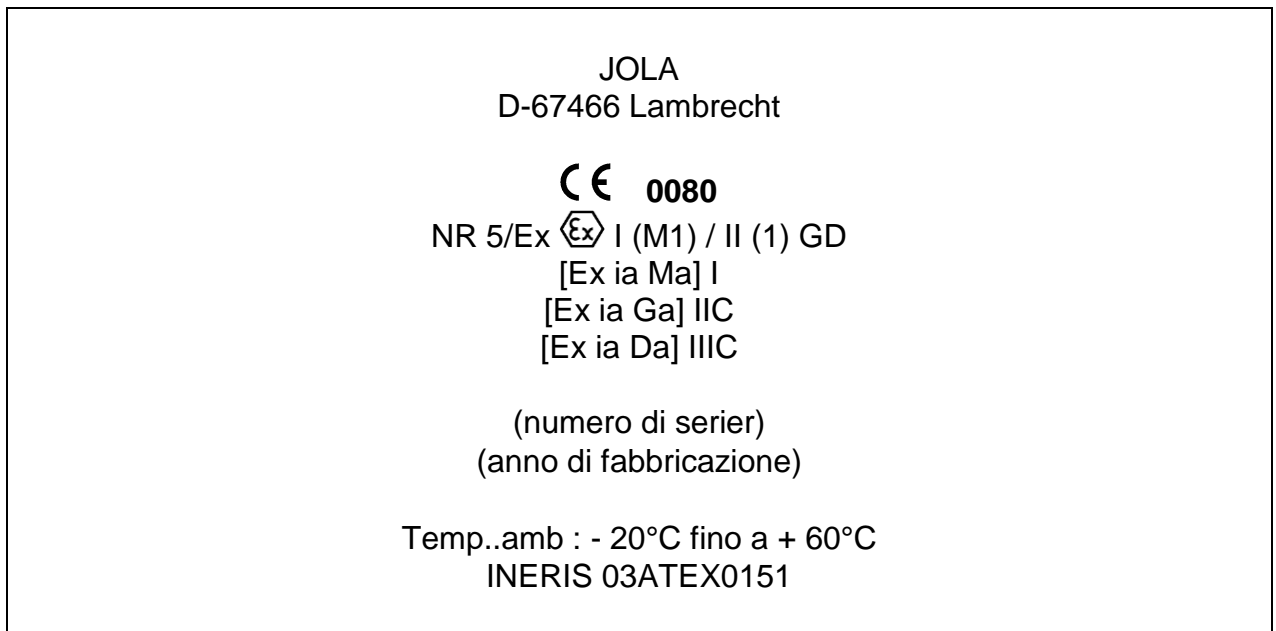 JOLA
D-67466 Lambrecht
CE 0080
NR 5/Ex Ex I (M1) / II (1) GD
[Ex ia Ma] I
[Ex ia Ga] IIC
[Ex ia Da] IIIC
(numero di serier)
(anno di fabbricazione)
Temp..amb : - 20°C fino a + 60°C
INERIS 03ATEX0151